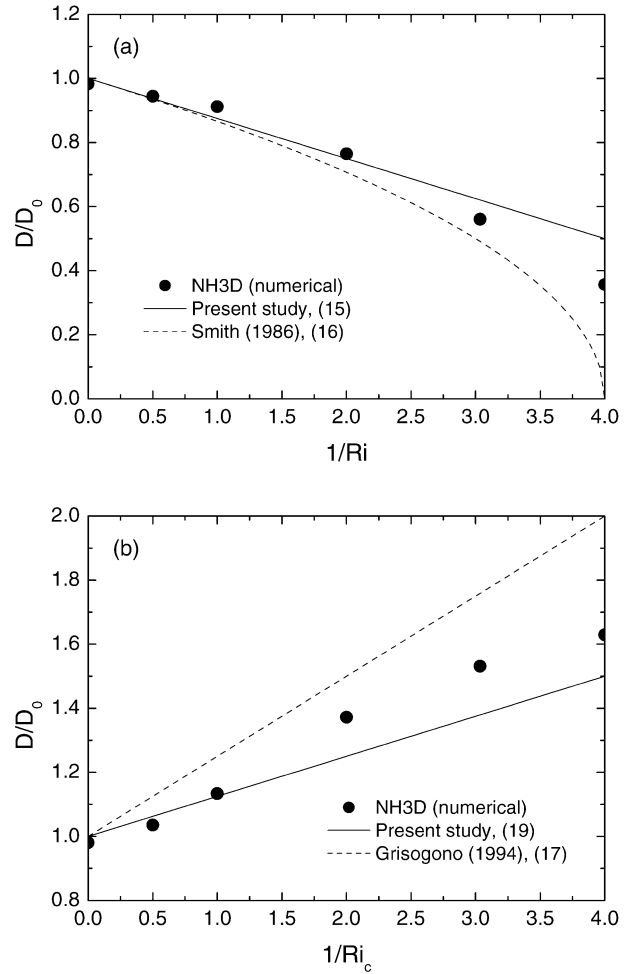 1.2
(a)
1.0
0.8
D/D0
0.6
0.4
NH3D (numerical)
Present study, (15)
0.2
Smith (1986), (16)
0.0
0.0 0.5 1.0 1.5 2.0 2.5 3.0 3.5 4.0
1/Ri
2.0
(b)
1.8
1.6
D/D0
1.4
1.2
NH3D (numerical)
1.0
Present study, (19)
Grisogono (1994), (17)
0.8
0.0 0.5 1.0 1.5 2.0 2.5 3.0 3.5 4.0
1/Ric